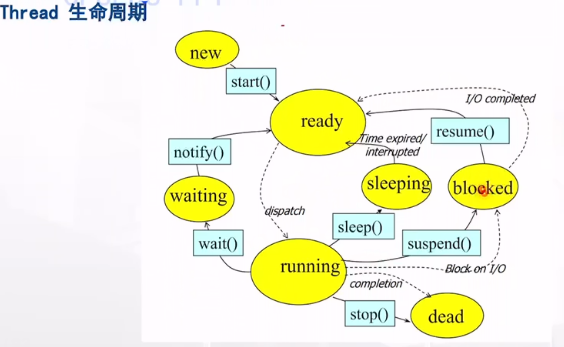 Thread 生命周期
new
start()
ready
I/O completed
resume()
Time expired/
interrupted
notify()
waiting
sleeping
blocked
dispatch
sleep()
wait()
suspend()
running
Block on I/O
completion
stop()
dead